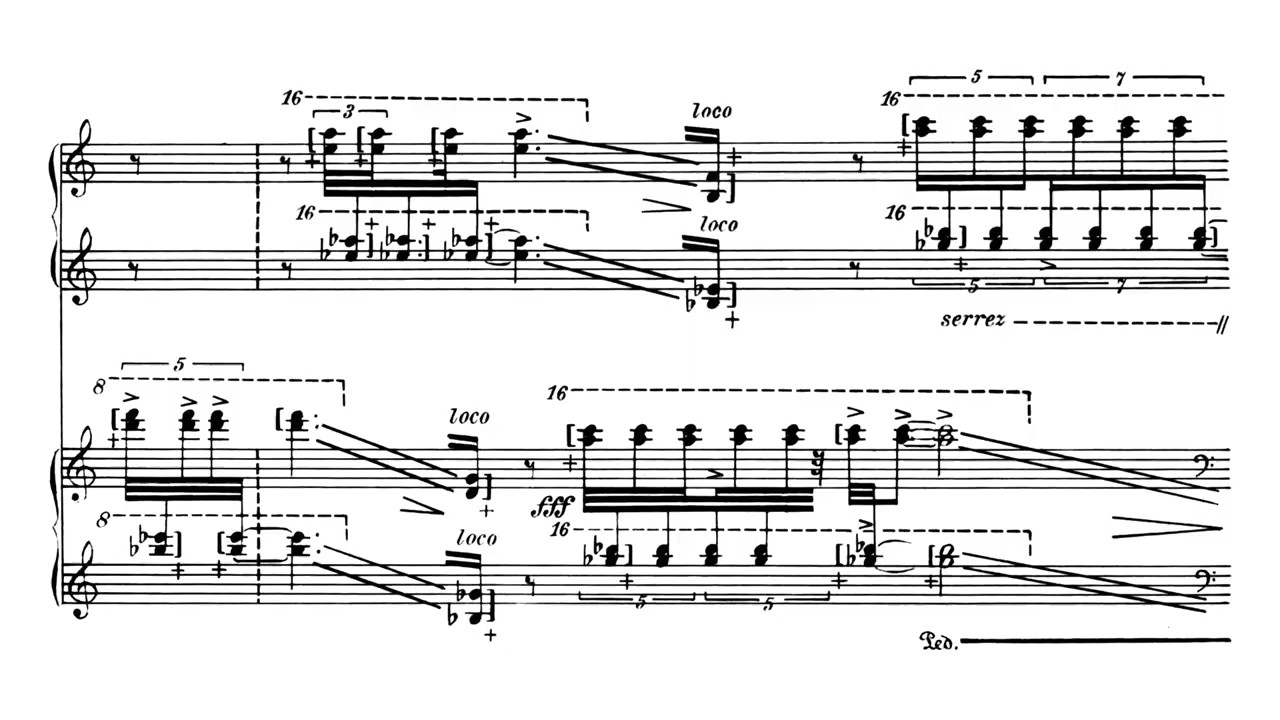 5 7
16 16
3 loco
16 loco 16
5 7
serrez
5
8 16
loco
fff
8 loco 16
5 5
Ped.